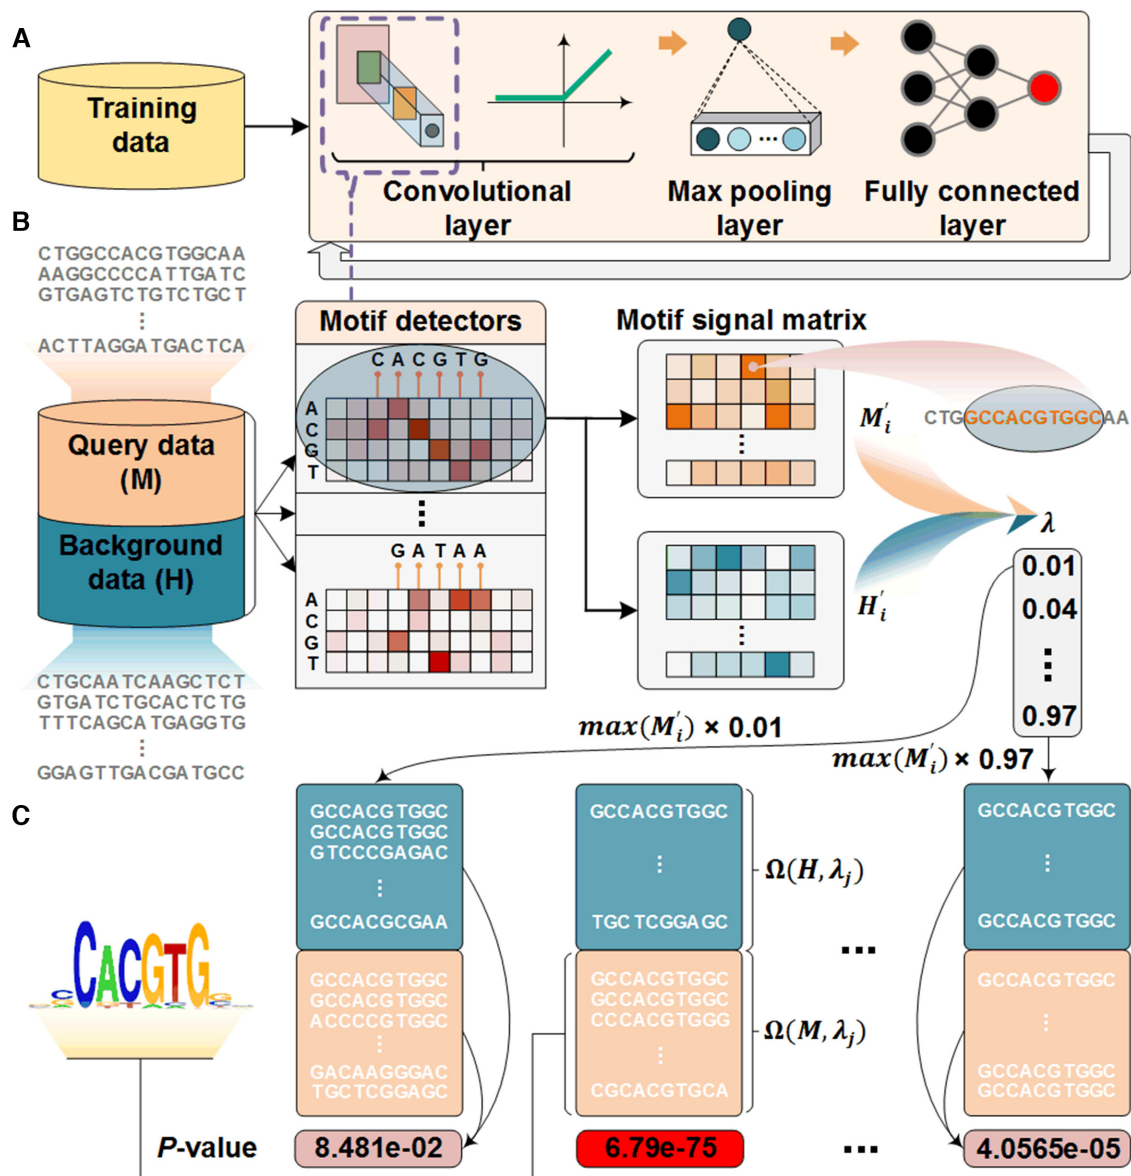 A
Training
data
Convolutional
layer
Max pooling
layer
Fully connected
layer
B
CTGGCCACGTGGCAA
AAGGCCCCATTGATC
GTGAGTCTGTCTGCT
⋮
ACTTAGGATGACTCA
Query data
(M)
Background
data (H)
CTGCAATCAAGCTCT
GTGATCTGCACTCTG
TTTCAGCATGAGGTG
⋮
GGAGTTGACGATGCC
Motif detectors
C A C G T G
A
C
G
T
⋮
G A T A A
A
C
G
T
Motif signal matrix
⋮
⋮
M′i
CTGGCCACGTGGCAA
H′i
λ
0.01
0.04
⋮
0.97
max(M′i) × 0.01
max(M′i) × 0.97
C
GCCACGTGGC
GCCACGTGGC
GTCCCGAGAC
⋮
GCCACGCGAA
GCCACGTGGC
GCCACGTGGC
ACCCCGTGGC
⋮
GACAAGGGAC
TGCTCGGAGC
GCCACGTGGC
⋮
TGCTCGGAGC
GCCACGTGGC
GCCACGTGGC
CCCACGTGGG
⋮
CGCACGTGCA
Ω(H, λj)
Ω(M, λj)
...
GCCACGTGGC
⋮
GCCACGTGGC
GCCACGTGGC
⋮
GCCACGTGGC
GCCACGTGGC
CACGTG
P-value
8.481e-02
6.79e-75
...
4.0565e-05